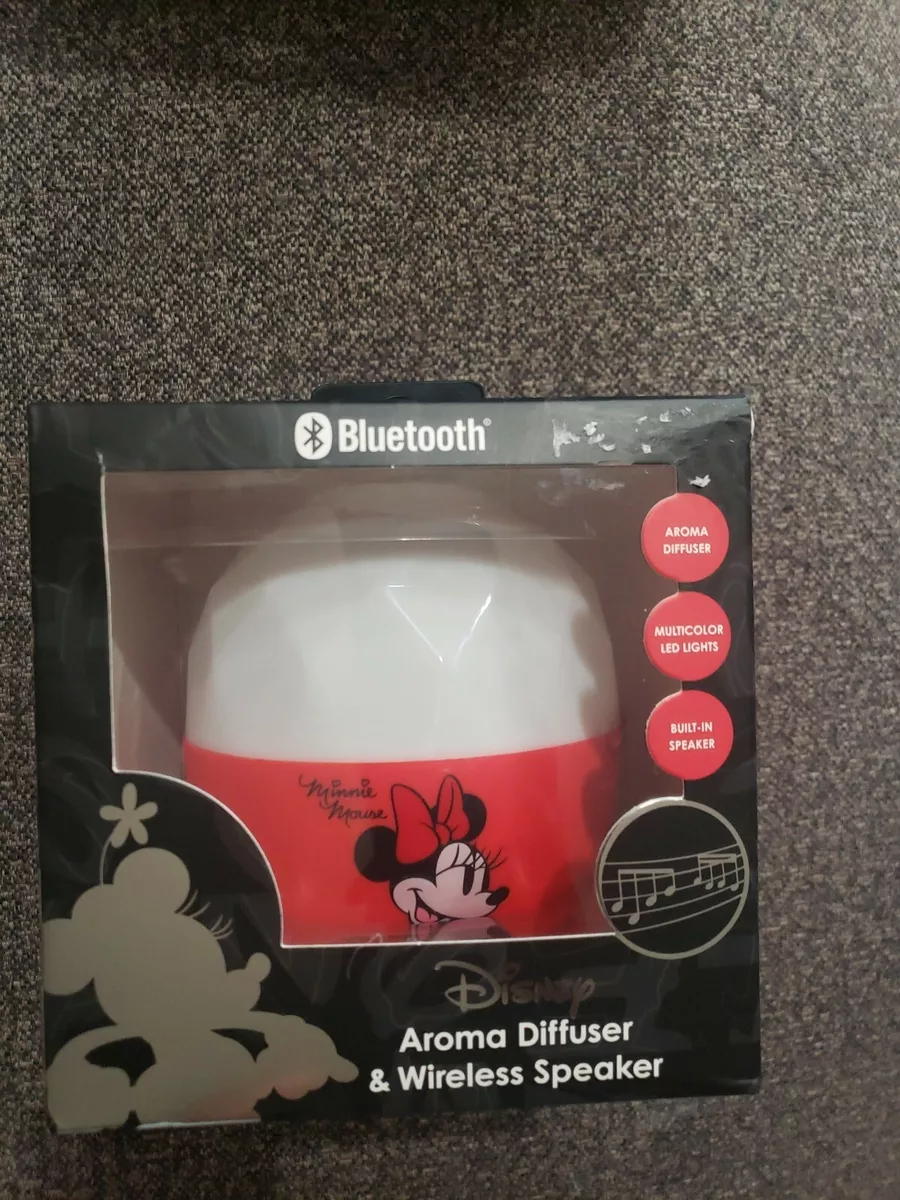 Bluetooth®
AROMA
DIFFUSER
MULTICOLOR
LED LIGHTS
BUILT-IN
SPEAKER
Minnie
Mouse
Disney
Aroma Diffuser
& Wireless Speaker